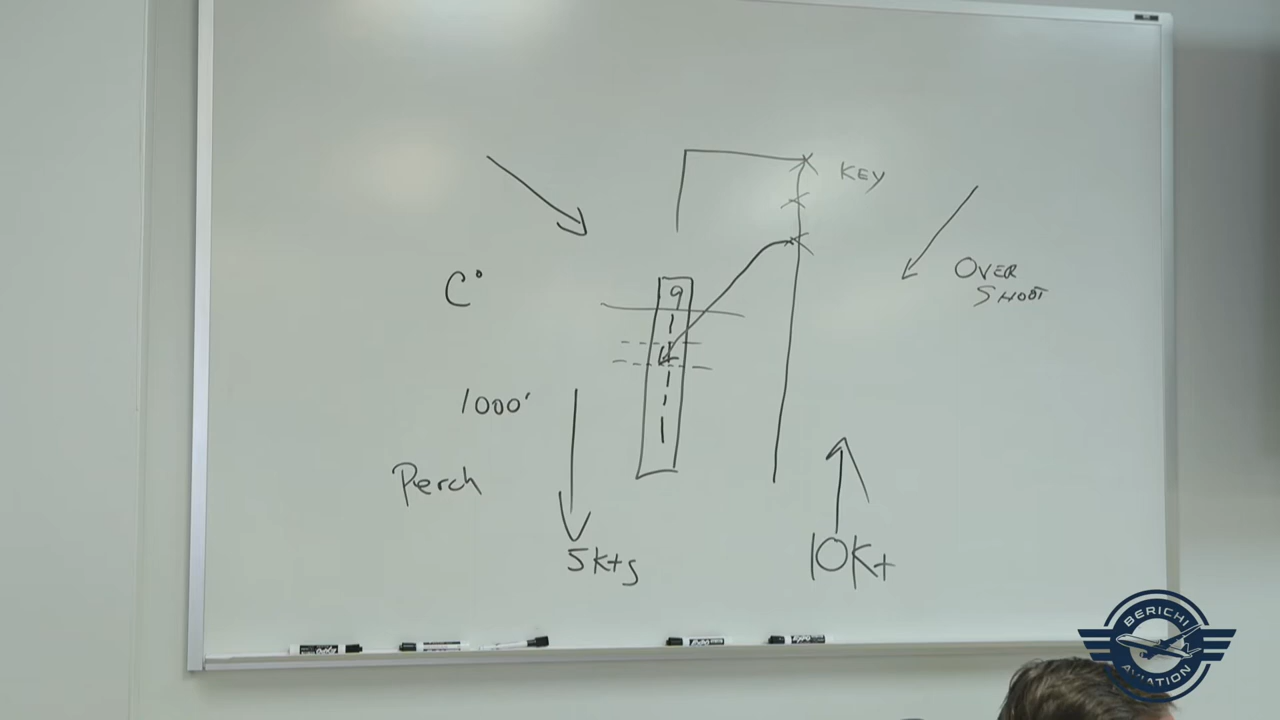 KEY
OVER
SHOOT
C°
9
1000'
Perch
5kts
10Kt
BERICHI
AVIATION